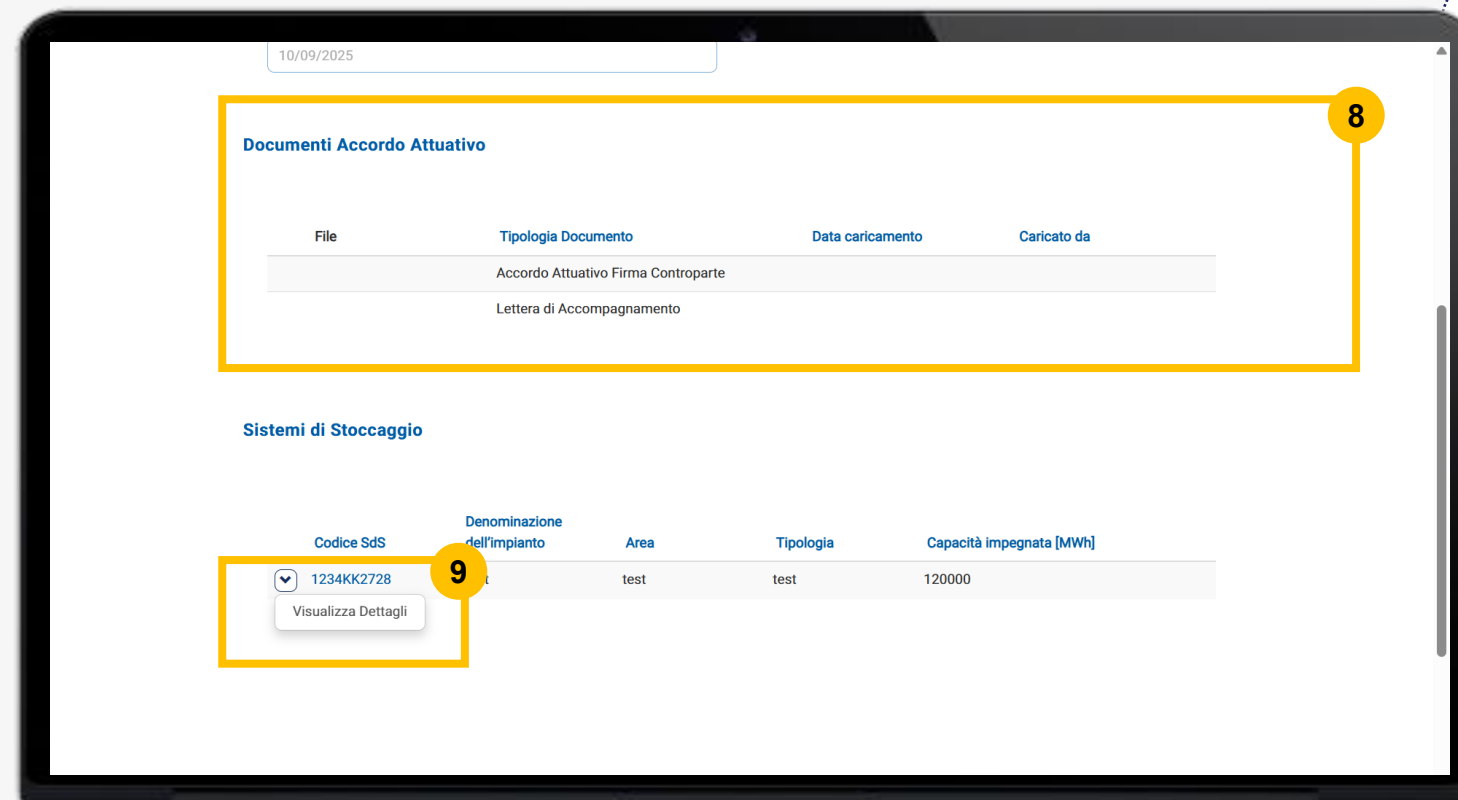 10/09/2025
8
Documenti Accordo Attuativo
File Tipologia Documento Data caricamento Caricato da
Accordo Attuativo Firma Controparte
Lettera di Accompagnamento
Sistemi di Stoccaggio
Codice SdS Denominazione dell'impianto Area Tipologia Capacità impegnata [MWh]
9
1234KK2728 test test 120000
Visualizza Dettagli